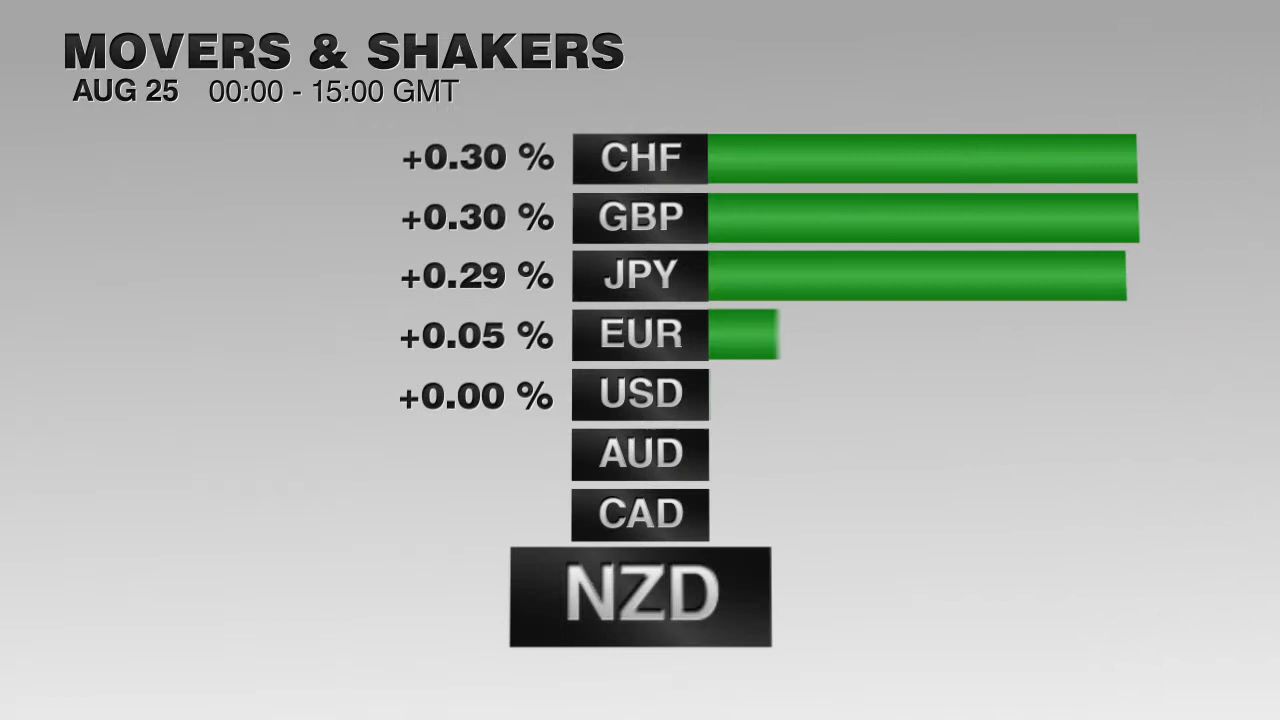 MOVERS & SHAKERS
AUG 25 00:00 - 15:00 GMT
+0.30 % CHF
+0.30 % GBP
+0.29 % JPY
+0.05 % EUR
+0.00 % USD
AUD
CAD
NZD